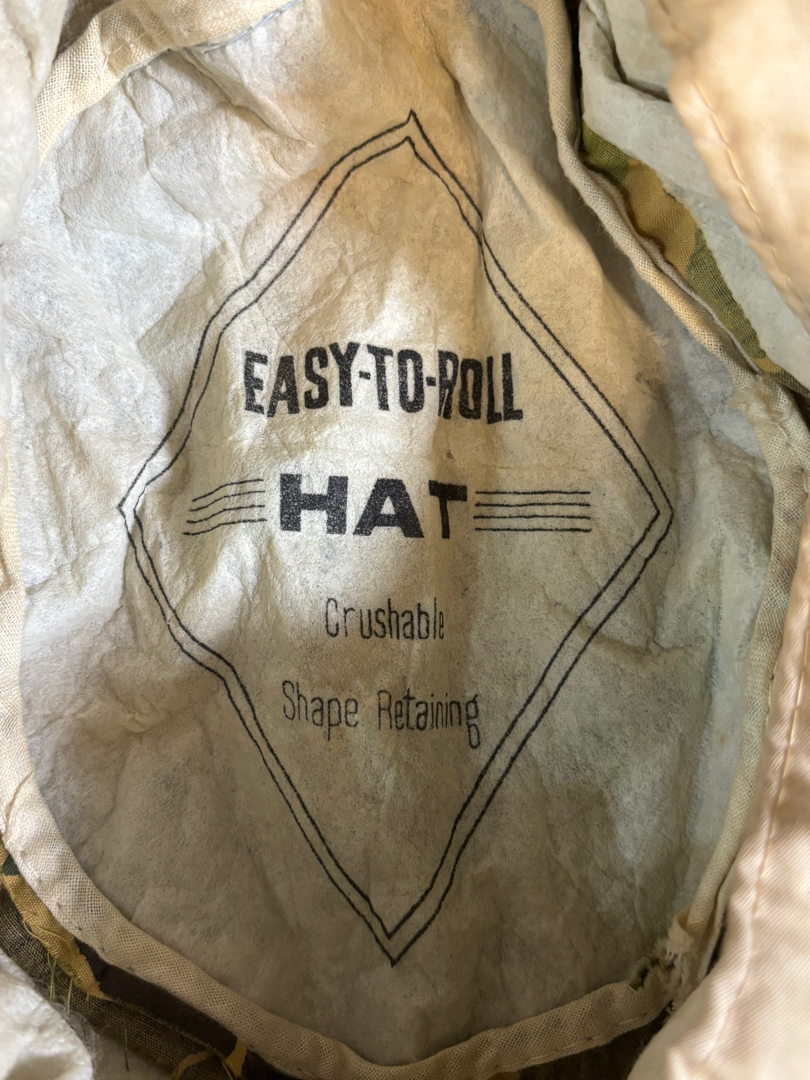 EASY-TO-ROLL
HAT
Crushable
Shape Retaining